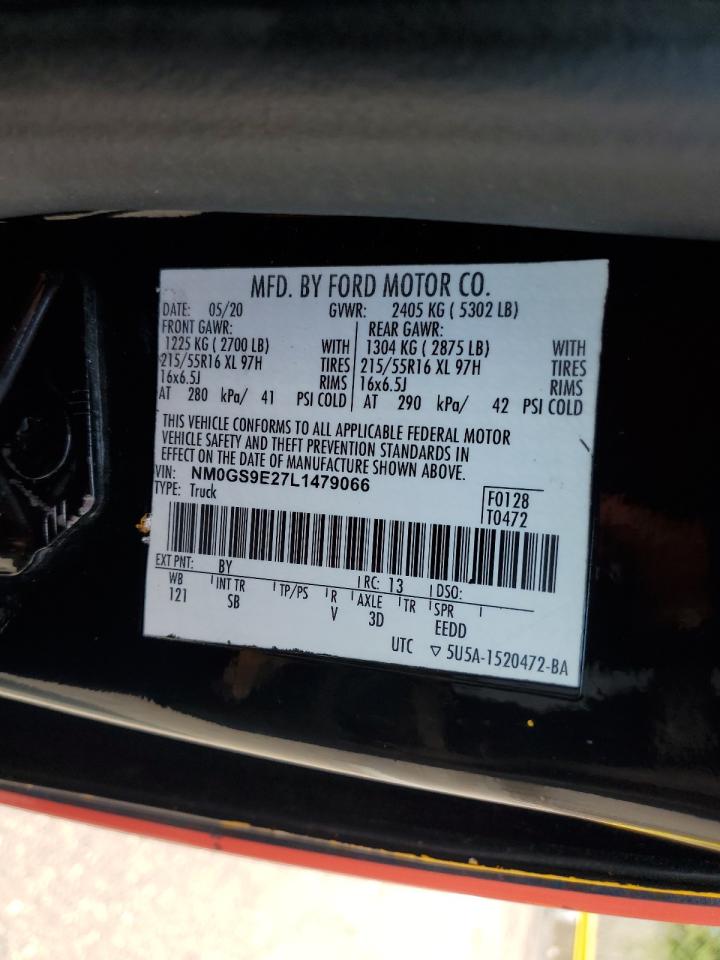 MFD. BY FORD MOTOR CO.
DATE: 05/20 GVWR: 2405 KG ( 5302 LB)
FRONT GAWR: REAR GAWR:
1225 KG ( 2700 LB) WITH 1304 KG ( 2875 LB) WITH
215/55R16 XL 97H TIRES 215/55R16 XL 97H TIRES
16x6.5J RIMS 16x6.5J RIMS
AT 280 kPa/ 41 PSI COLD AT 290 kPa/ 42 PSI COLD
THIS VEHICLE CONFORMS TO ALL APPLICABLE FEDERAL MOTOR
VEHICLE SAFETY AND THEFT PREVENTION STANDARDS IN
EFFECT ON THE DATE OF MANUFACTURE SHOWN ABOVE.
VIN: NM0GS9E27L1479066
TYPE: Truck
F0128
T0472
EXT PNT: BY RC: 13 DSO:
WB INT TR TP/PS R AXLE TR SPR
121 SB V 3D EEDD
UTC ▽ 5U5A-1520472-BA